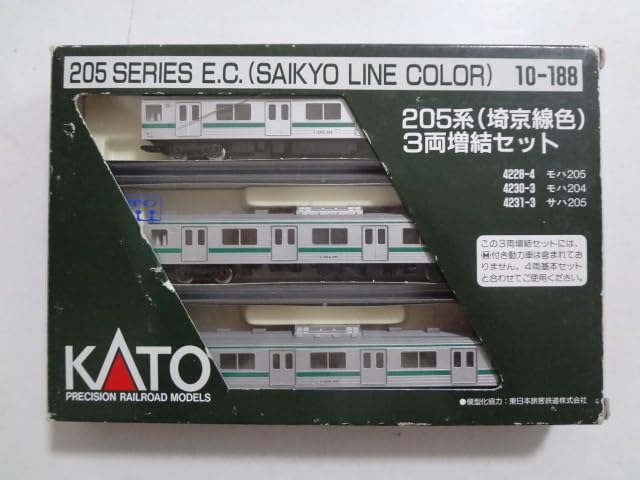 205 SERIES E.C. (SAIKYO LINE COLOR) 10-188
205系(埼京線色)
3両増結セット
4228-4 モハ205
4230-3 モハ204
4231-3 サハ205
この3両増結セットには、
M付き動力車は含まれてお
りません。4両基本セット
と合わせてご使用ください。
KATO
PRECISION RAILROAD MODELS
●模型化協力:東日本旅客鉄道株式会社